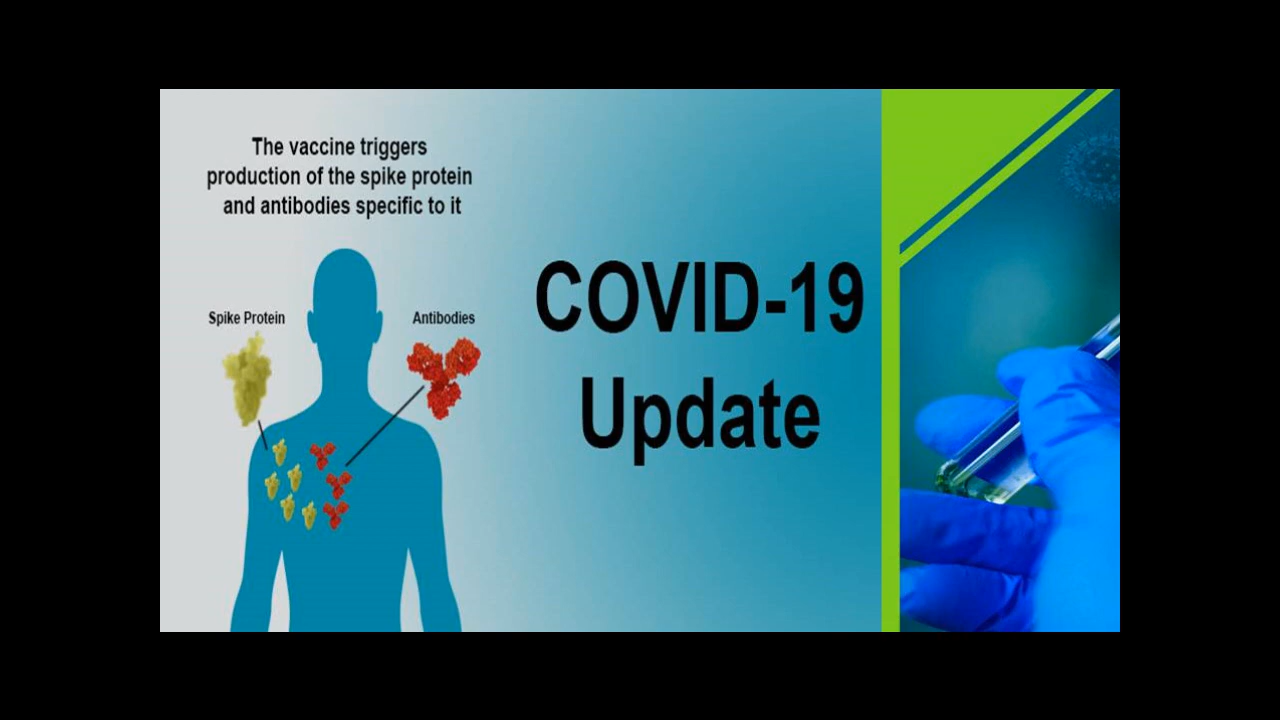 The vaccine triggers
production of the spike protein
and antibodies specific to it
Spike Protein
Antibodies
COVID-19
Update